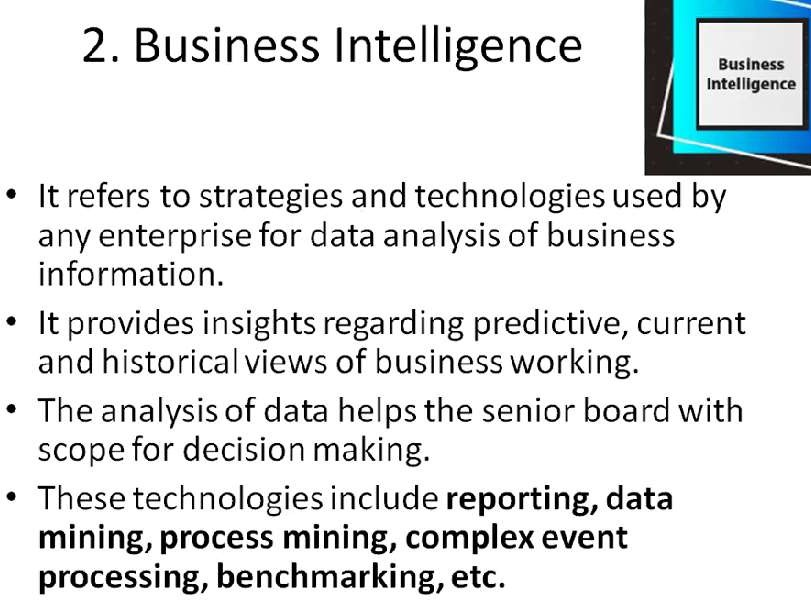 2. Business Intelligence
Business
Intelligence
• It refers to strategies and technologies used by
any enterprise for data analysis of business
information.
• It provides insights regarding predictive, current
and historical views of business working.
• The analysis of data helps the senior board with
scope for decision making.
• These technologies include reporting, data
mining, process mining, complex event
processing, benchmarking, etc.